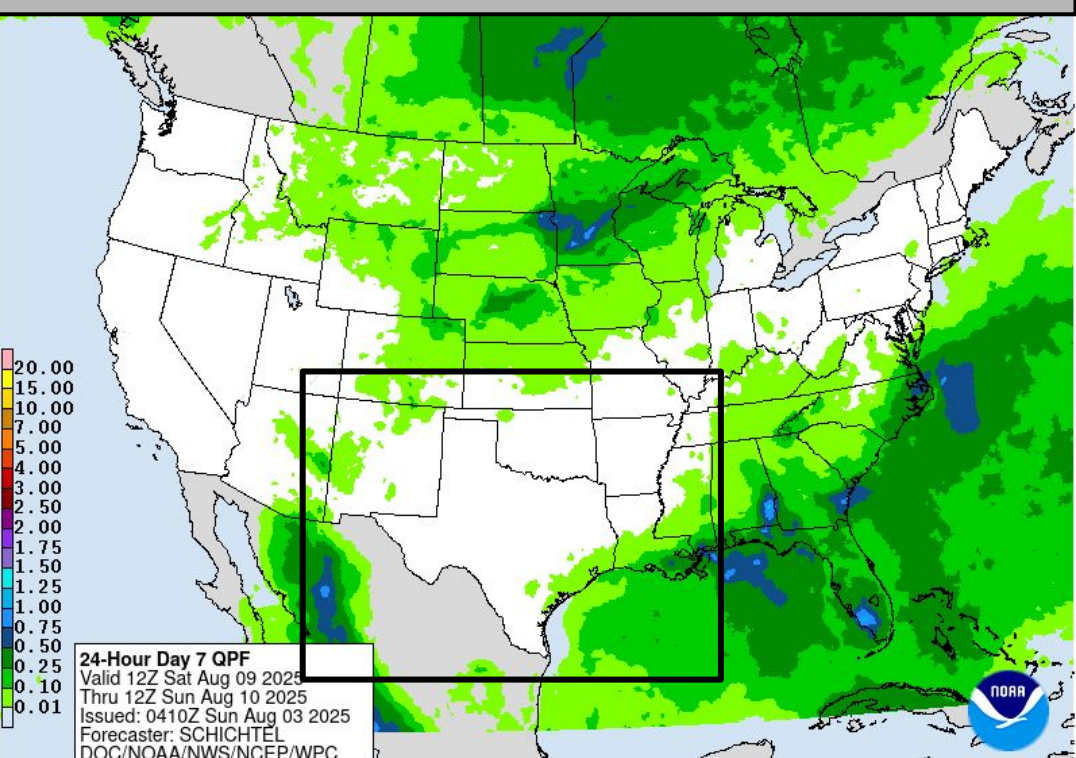 20.00
15.00
10.00
7.00
5.00
4.00
3.00
2.50
2.00
1.75
1.50
1.25
1.00
0.75
0.50
0.25
0.10
0.01
24-Hour Day 7 QPF
Valid 12Z Sat Aug 09 2025
Thru 12Z Sun Aug 10 2025
Issued: 0410Z Sun Aug 03 2025
Forecaster: SCHICHTEL
DOC/NOAA/NWS/NCEP/WPC
NOAA